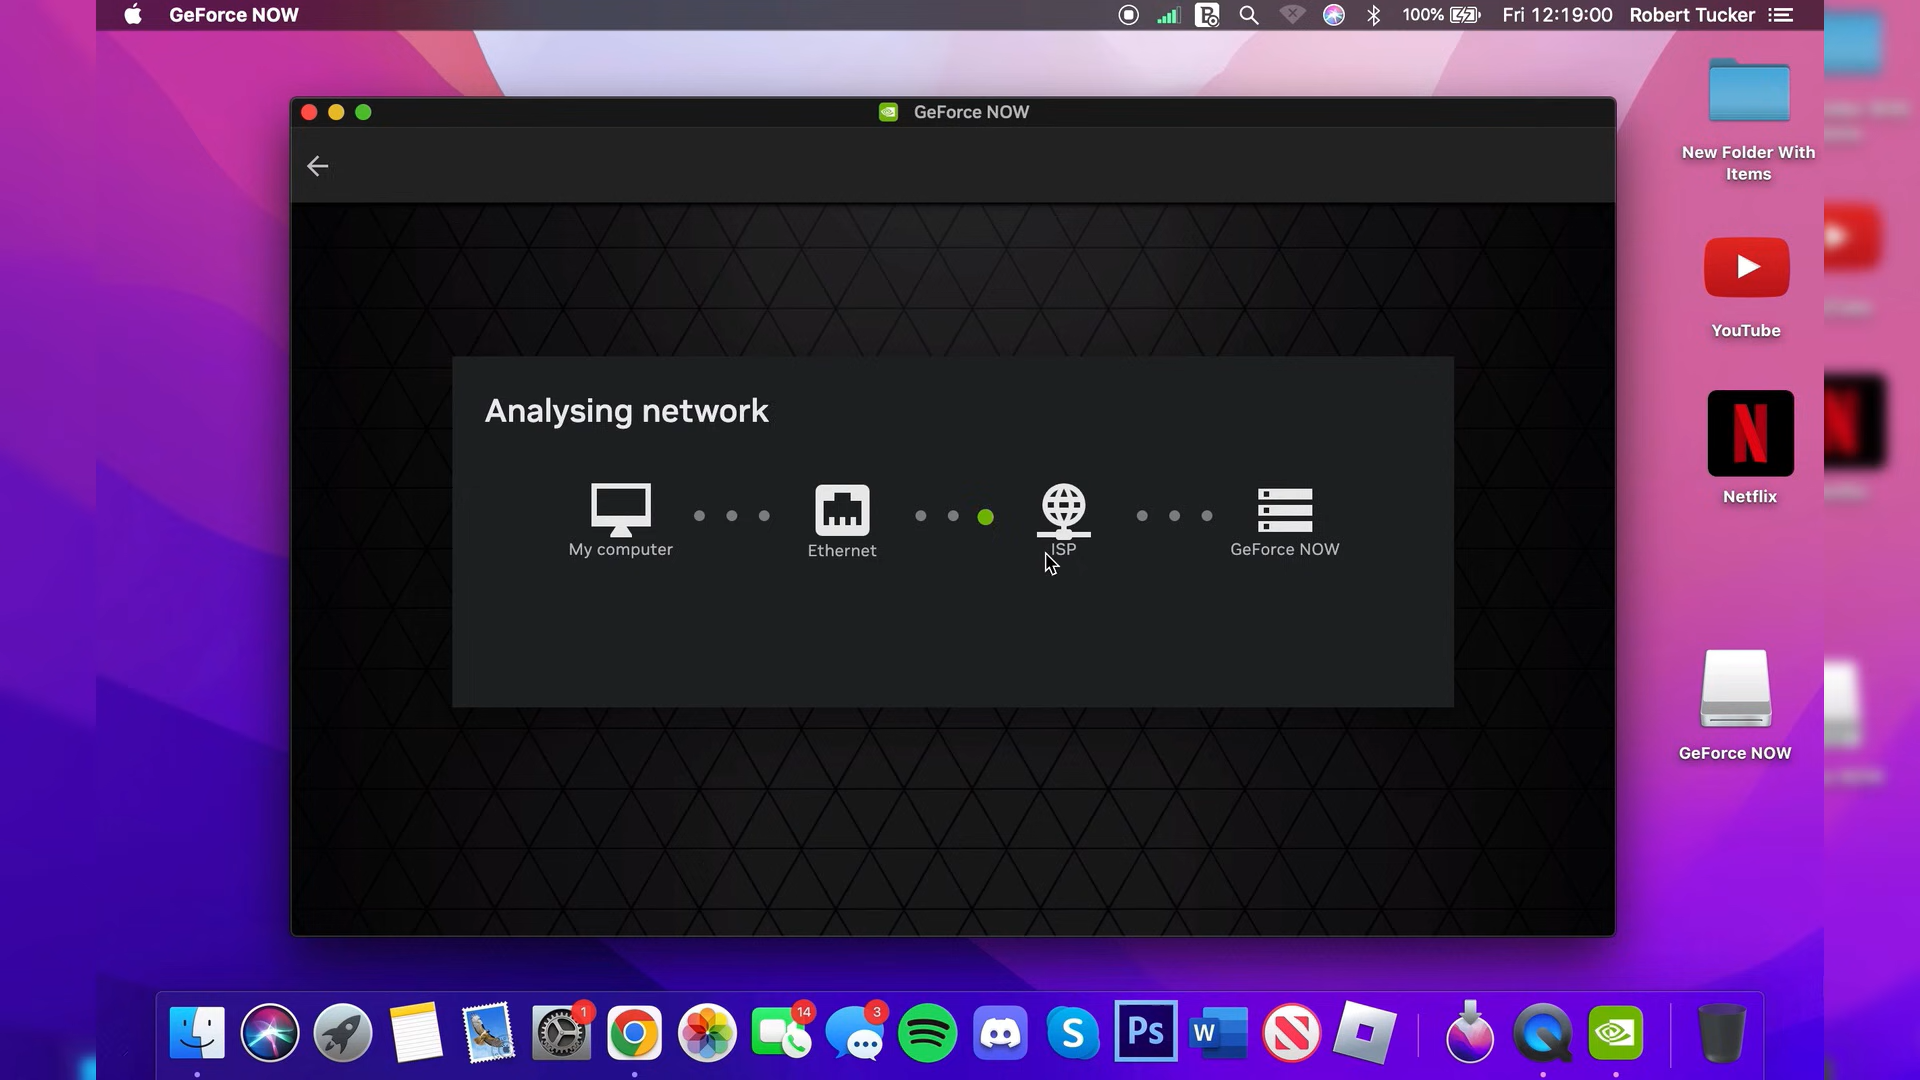 GeForce NOW
100%
Fri 12:19:00
Robert Tucker
GeForce NOW
New Folder With
Items
YouTube
N
Netflix
GeForce NOW
Analysing network
My computer
Ethernet
ISP
GeForce NOW
1
14
3
S
Ps
W